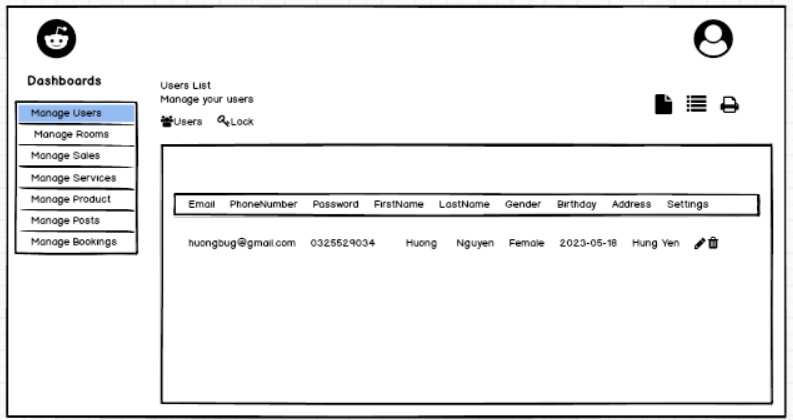 Dashboards
Manage Users
Manage Rooms
Manage Sales
Manage Services
Manage Product
Manage Posts
Manage Bookings
Users List
Manage your users
Users Lock
Email PhoneNumber Password FirstName LastName Gender Birthday Address Settings
huongbug@gmail.com 0325529034 Huong Nguyen Female 2023-05-18 Hung Yen